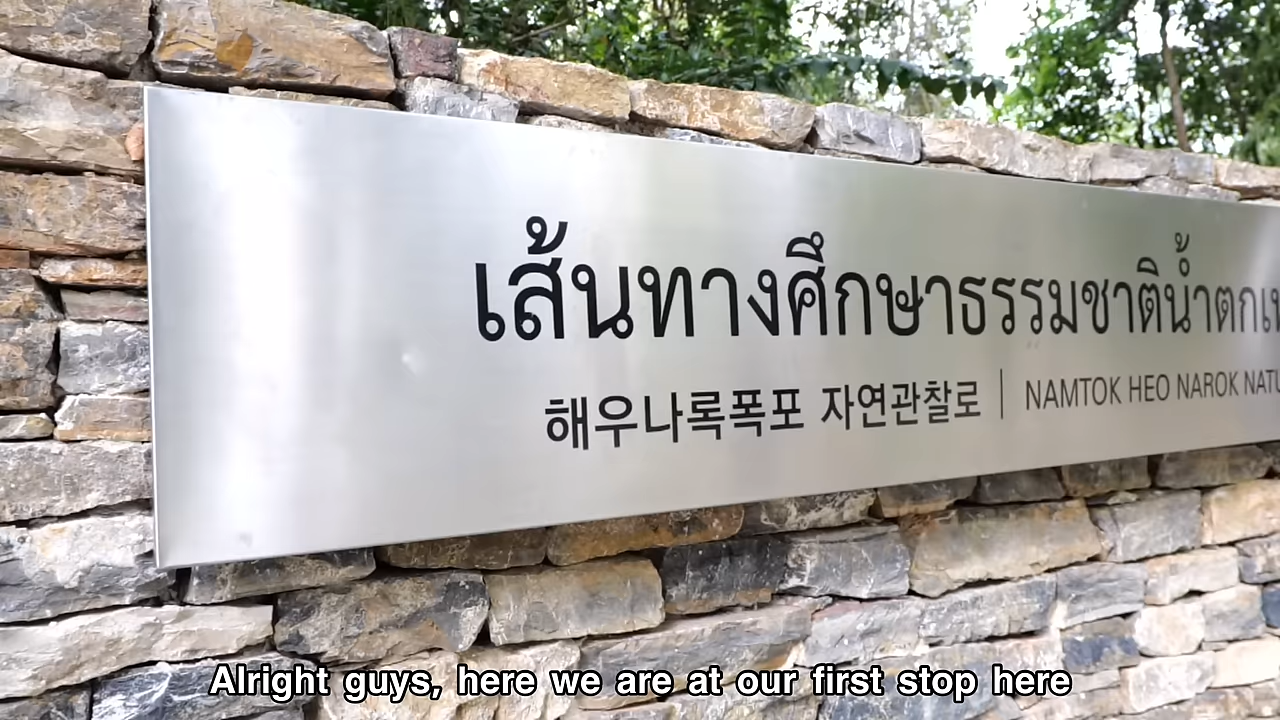 เส้นทางศึกษาธรรมชาติน้ำตกเ
해우나록폭포 자연관찰로 | NAMTOK HEO NAROK
Alright guys, here we are at our first stop here